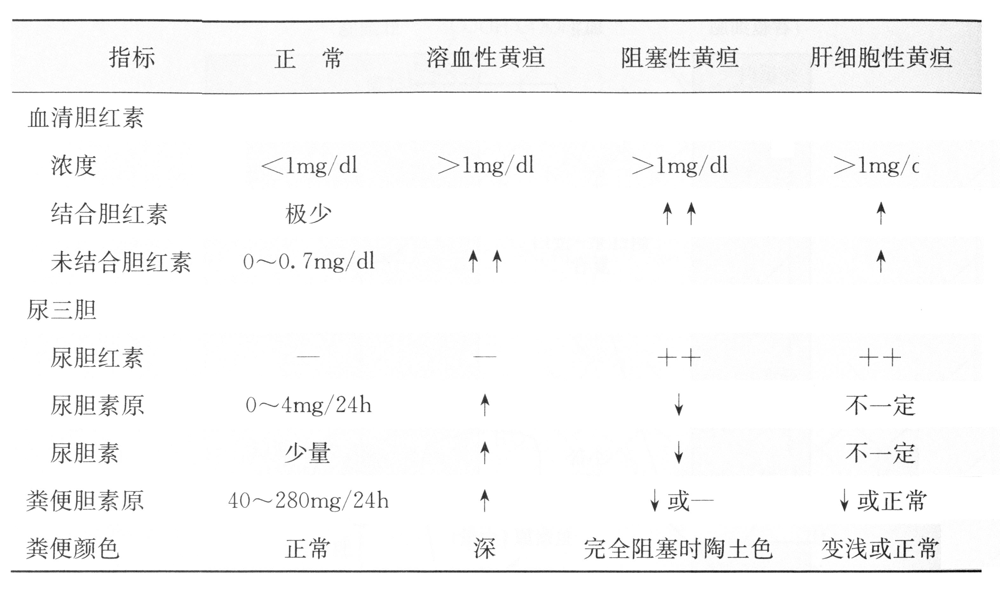 指标 正 常 溶血性黄疸 阻塞性黄疸 肝细胞性黄疸
血清胆红素
浓度 <1mg/dl >1mg/dl >1mg/dl >1mg/c
结合胆红素 极少 ↑↑ ↑
未结合胆红素 0~0.7mg/dl ↑↑ ↑
尿三胆
尿胆红素 — — ++ ++
尿胆素原 0~4mg/24h ↑ ↓ 不一定
尿胆素 少量 ↑ ↓ 不一定
粪便胆素原 40~280mg/24h ↑ ↓或— ↓或正常
粪便颜色 正常 深 完全阻塞时陶土色 变浅或正常